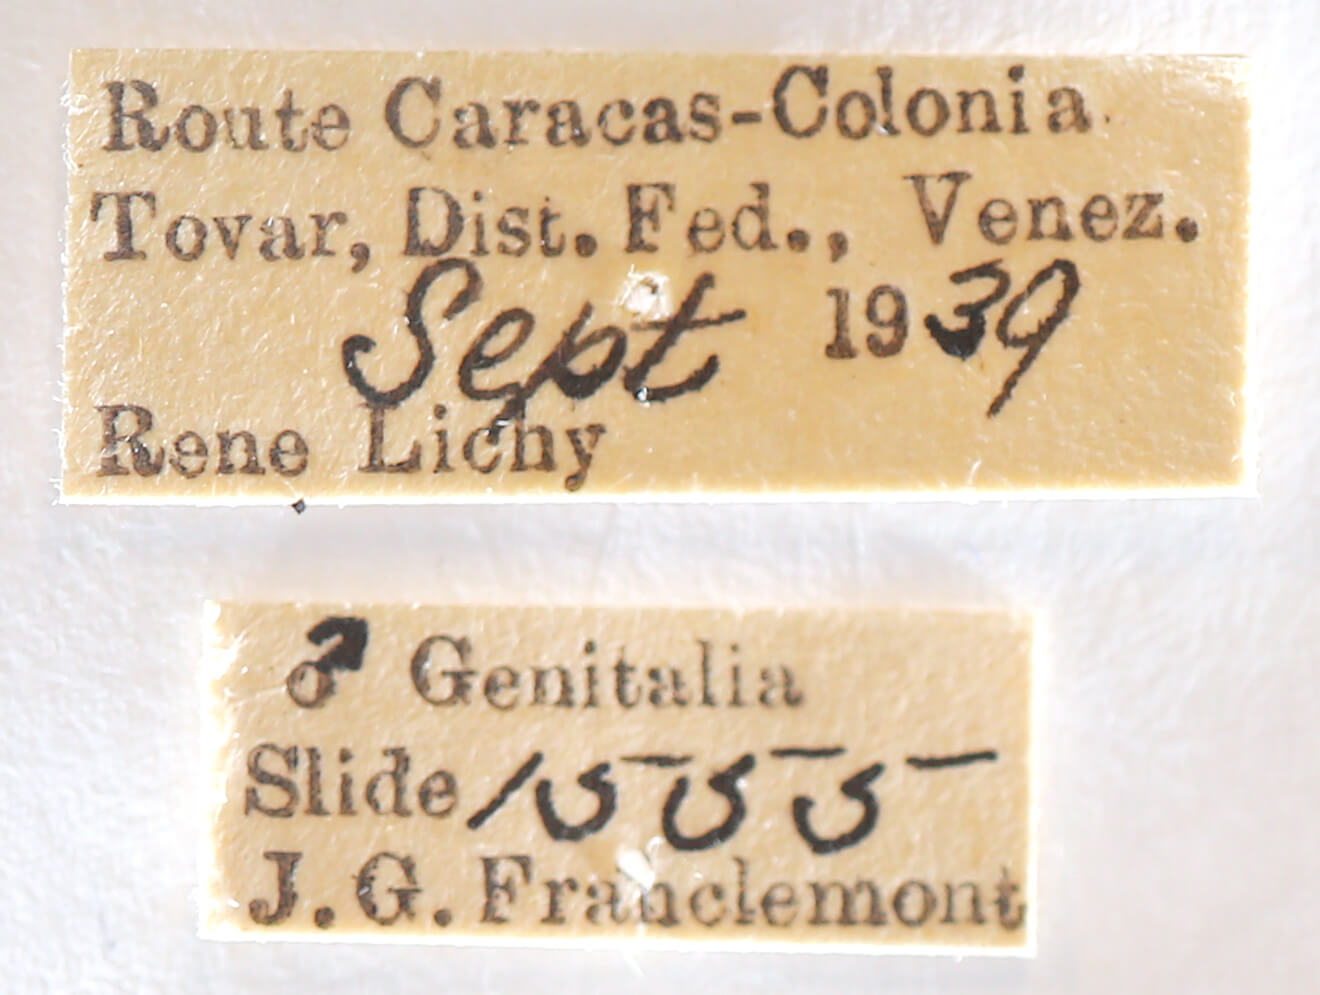 Route Caracas-Colonia
Tovar, Dist. Fed., Venez.
Sept 1939
Rene Lichy
♂ Genitalia
Slide 1555
J. G. Franclemont